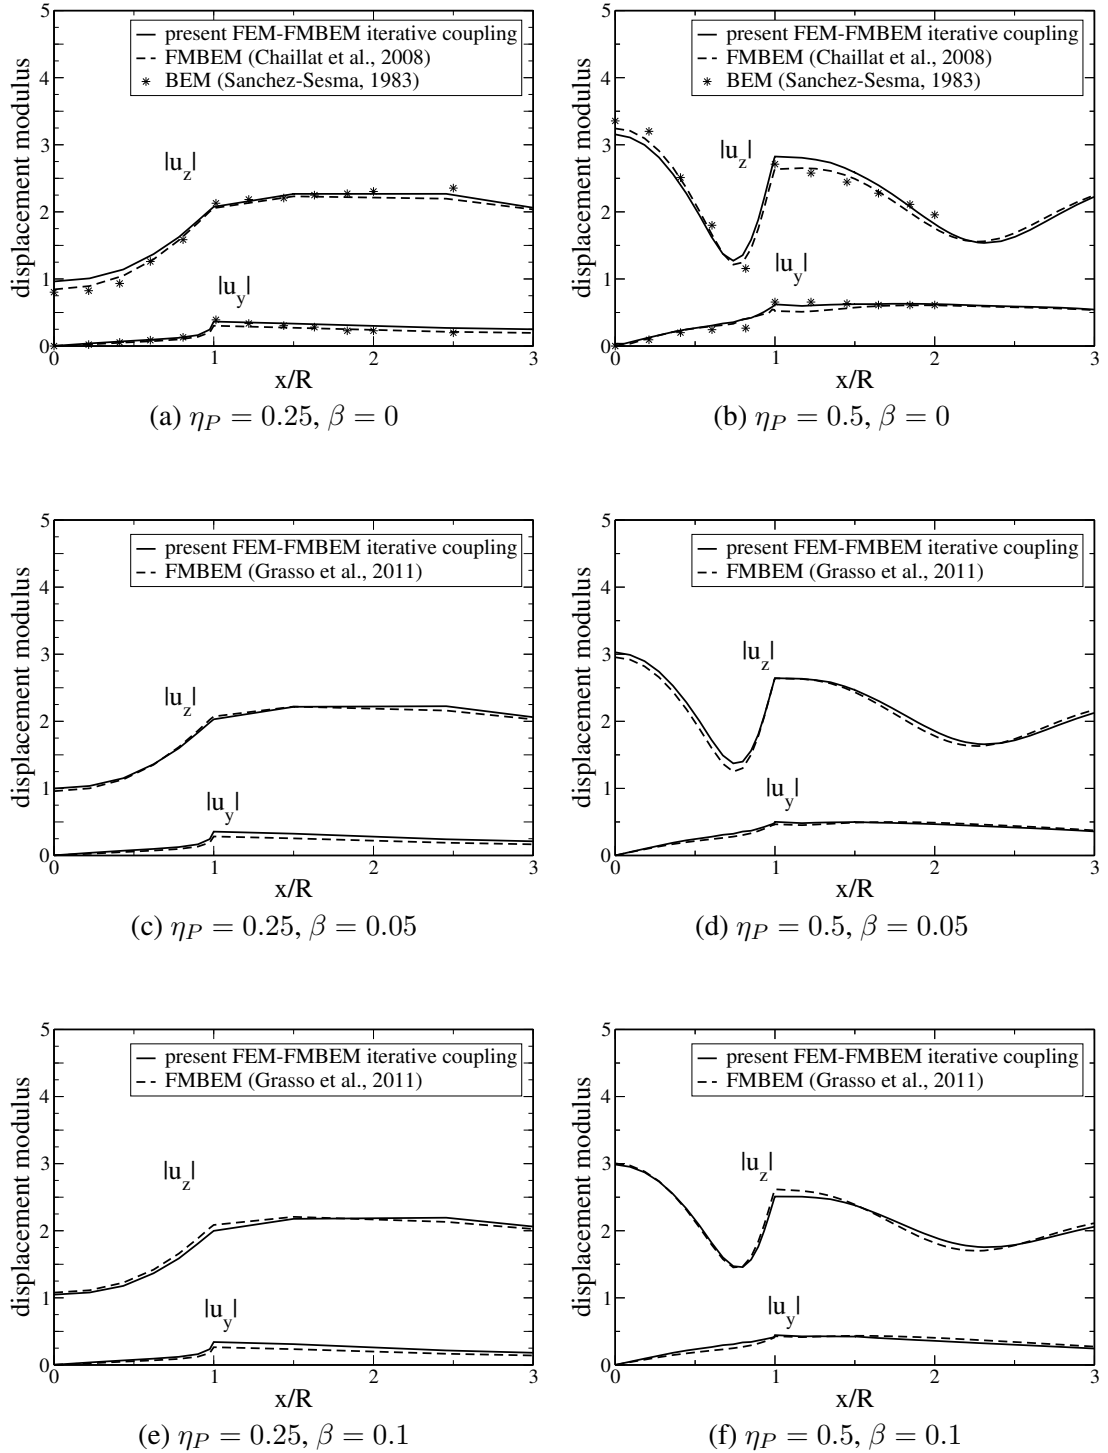 present FEM-FMBEM iterative coupling
FMBEM (Chaillat et al., 2008)
BEM (Sanchez-Sesma, 1983)
displacement modulus
5
4
3
2
1
0
|u_z|
|u_y|
0 1 2 3
x/R
(a) η_P = 0.25, β = 0
present FEM-FMBEM iterative coupling
FMBEM (Chaillat et al., 2008)
BEM (Sanchez-Sesma, 1983)
displacement modulus
5
4
3
2
1
0
|u_z|
|u_y|
0 1 2 3
x/R
(b) η_P = 0.5, β = 0
present FEM-FMBEM iterative coupling
FMBEM (Grasso et al., 2011)
displacement modulus
5
4
3
2
1
0
|u_z|
|u_y|
0 1 2 3
x/R
(c) η_P = 0.25, β = 0.05
present FEM-FMBEM iterative coupling
FMBEM (Grasso et al., 2011)
displacement modulus
5
4
3
2
1
0
|u_z|
|u_y|
0 1 2 3
x/R
(d) η_P = 0.5, β = 0.05
present FEM-FMBEM iterative coupling
FMBEM (Grasso et al., 2011)
displacement modulus
5
4
3
2
1
0
|u_z|
|u_y|
0 1 2 3
x/R
(e) η_P = 0.25, β = 0.1
present FEM-FMBEM iterative coupling
FMBEM (Grasso et al., 2011)
displacement modulus
5
4
3
2
1
0
|u_z|
|u_y|
0 1 2 3
x/R
(f) η_P = 0.5, β = 0.1